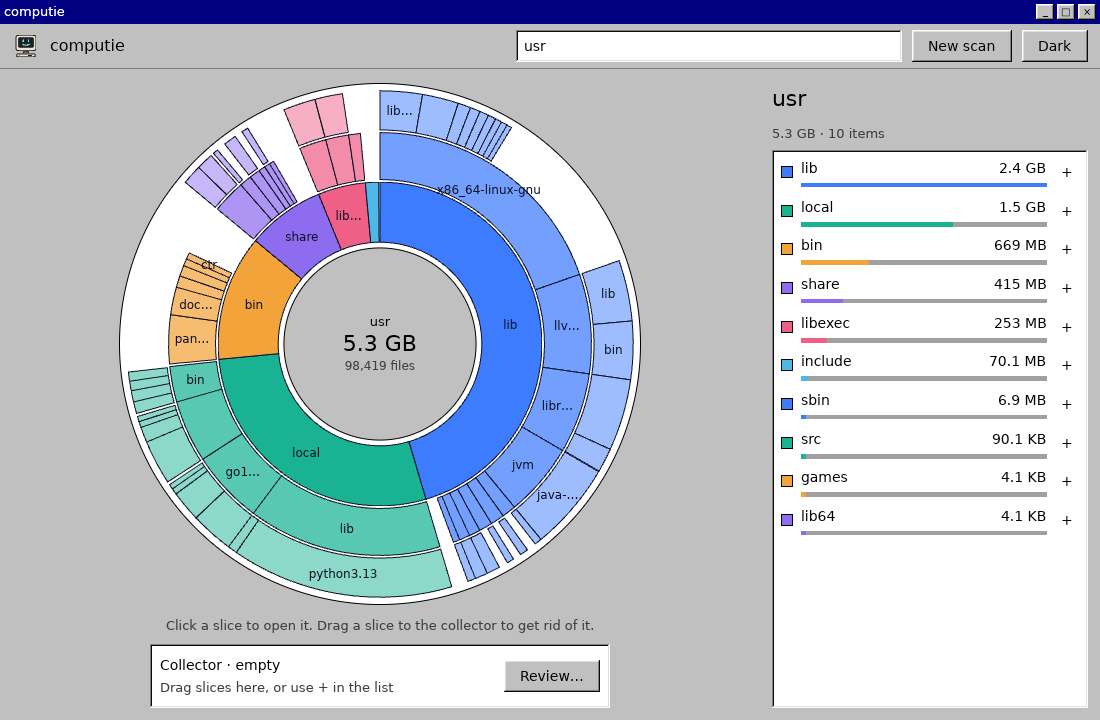 computie
computie
usr
New scan
Dark
usr
5.3 GB · 10 items
lib 2.4 GB +
local 1.5 GB +
bin 669 MB +
share 415 MB +
libexec 253 MB +
include 70.1 MB +
sbin 6.9 MB +
src 90.1 KB +
games 4.1 KB +
lib64 4.1 KB +
lib...
x86_64-linux-gnu
lib...
share
ctr
lib
doc...
bin
lib
llv...
pan...
bin
usr
5.3 GB
98,419 files
bin
libr...
local
jvm
go1...
java-...
lib
python3.13
Click a slice to open it. Drag a slice to the collector to get rid of it.
Collector · empty
Drag slices here, or use + in the list
Review...